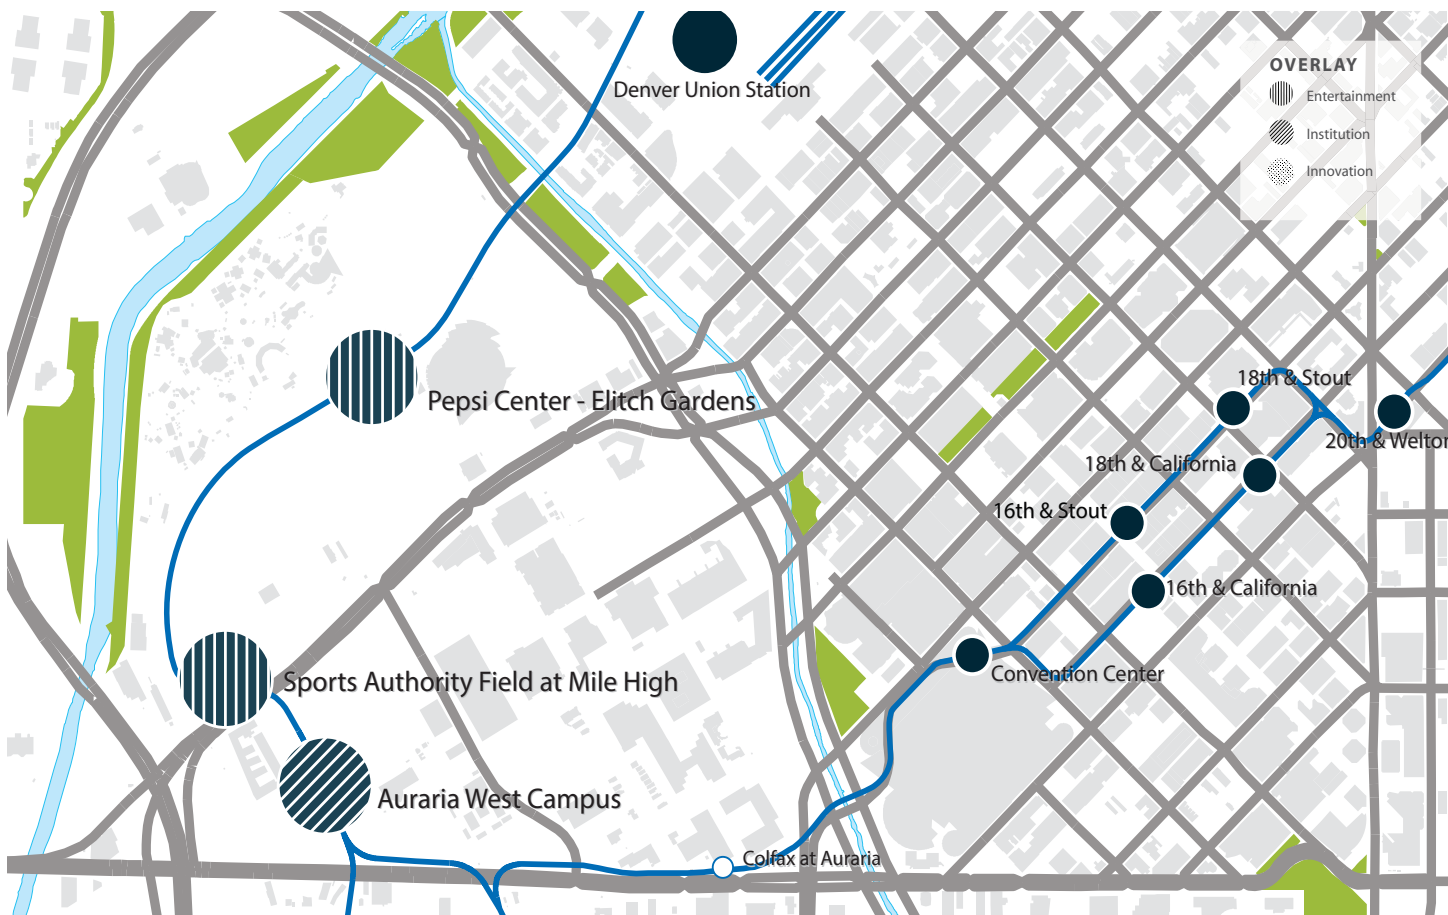 Denver Union Station
OVERLAY
Entertainment
Institution
Innovation
18th & Stout
Pepsi Center - Elitch Gardens
20th & Welton
18th & California
16th & Stout
16th & California
Convention Center
Sports Authority Field at Mile High
Auraria West Campus
Colfax at Auraria